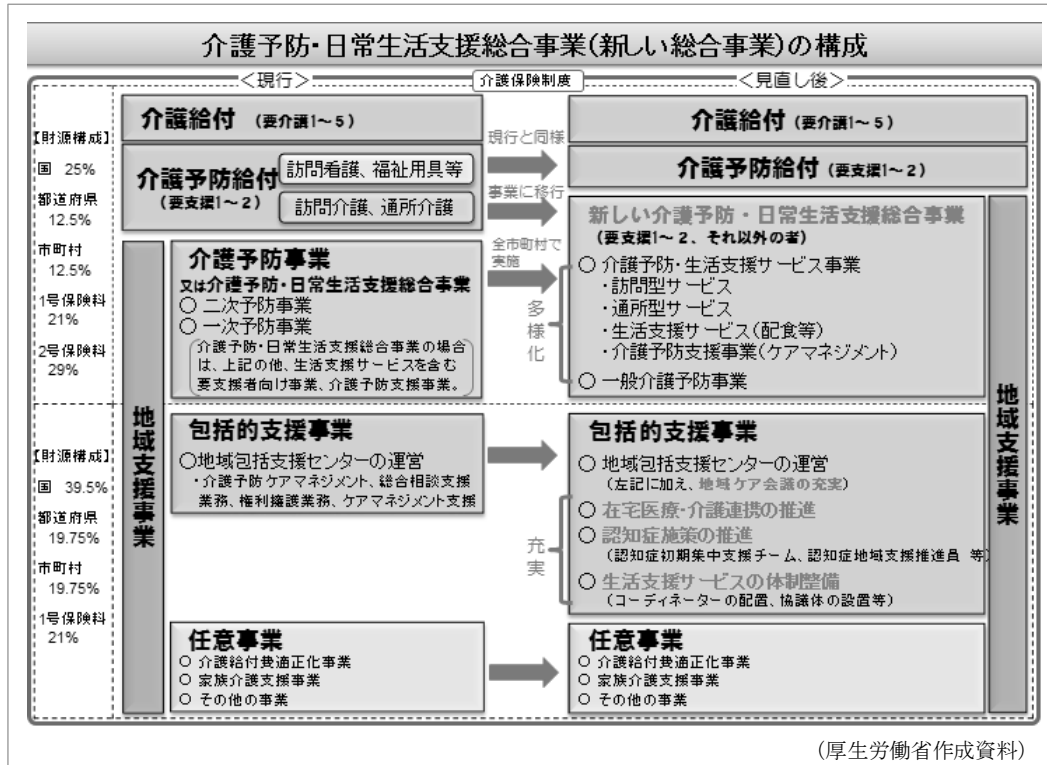 介護予防・日常生活支援総合事業(新しい総合事業)の構成
<現行>
介護保険制度
<見直し後>
【財源構成】
国 25%
都道府県
12.5%
市町村
12.5%
1号保険料
21%
2号保険料
29%
【財源構成】
国 39.5%
都道府県
19.75%
市町村
19.75%
1号保険料
21%
介護給付 (要介護1~5)
介護予防給付
(要支援1~2)
訪問看護、福祉用具等
訪問介護、通所介護
地域支援事業
介護予防事業
又は介護予防・日常生活支援総合事業
○ 二次予防事業
○ 一次予防事業
介護予防・日常生活支援総合事業の場合
は、上記の他、生活支援サービスを含む
要支援者向け事業、介護予防支援事業。
包括的支援事業
○地域包括支援センターの運営
・介護予防ケアマネジメント、総合相談支援
業務、権利擁護業務、ケアマネジメント支援
任意事業
○ 介護給付費適正化事業
○ 家族介護支援事業
○ その他の事業
現行と同様
事業に移行
全市町村で
実施
多様化
充実
介護給付 (要介護1~5)
介護予防給付 (要支援1~2)
新しい介護予防・日常生活支援総合事業
(要支援1~2、それ以外の者)
○ 介護予防・生活支援サービス事業
・訪問型サービス
・通所型サービス
・生活支援サービス(配食等)
・介護予防支援事業(ケアマネジメント)
○ 一般介護予防事業
包括的支援事業
○ 地域包括支援センターの運営
(左記に加え、地域ケア会議の充実)
○ 在宅医療・介護連携の推進
○ 認知症施策の推進
(認知症初期集中支援チーム、認知症地域支援推進員 等)
○ 生活支援サービスの体制整備
(コーディネーターの配置、協議体の設置等)
任意事業
○ 介護給付費適正化事業
○ 家族介護支援事業
○ その他の事業
地域支援事業
(厚生労働省作成資料)